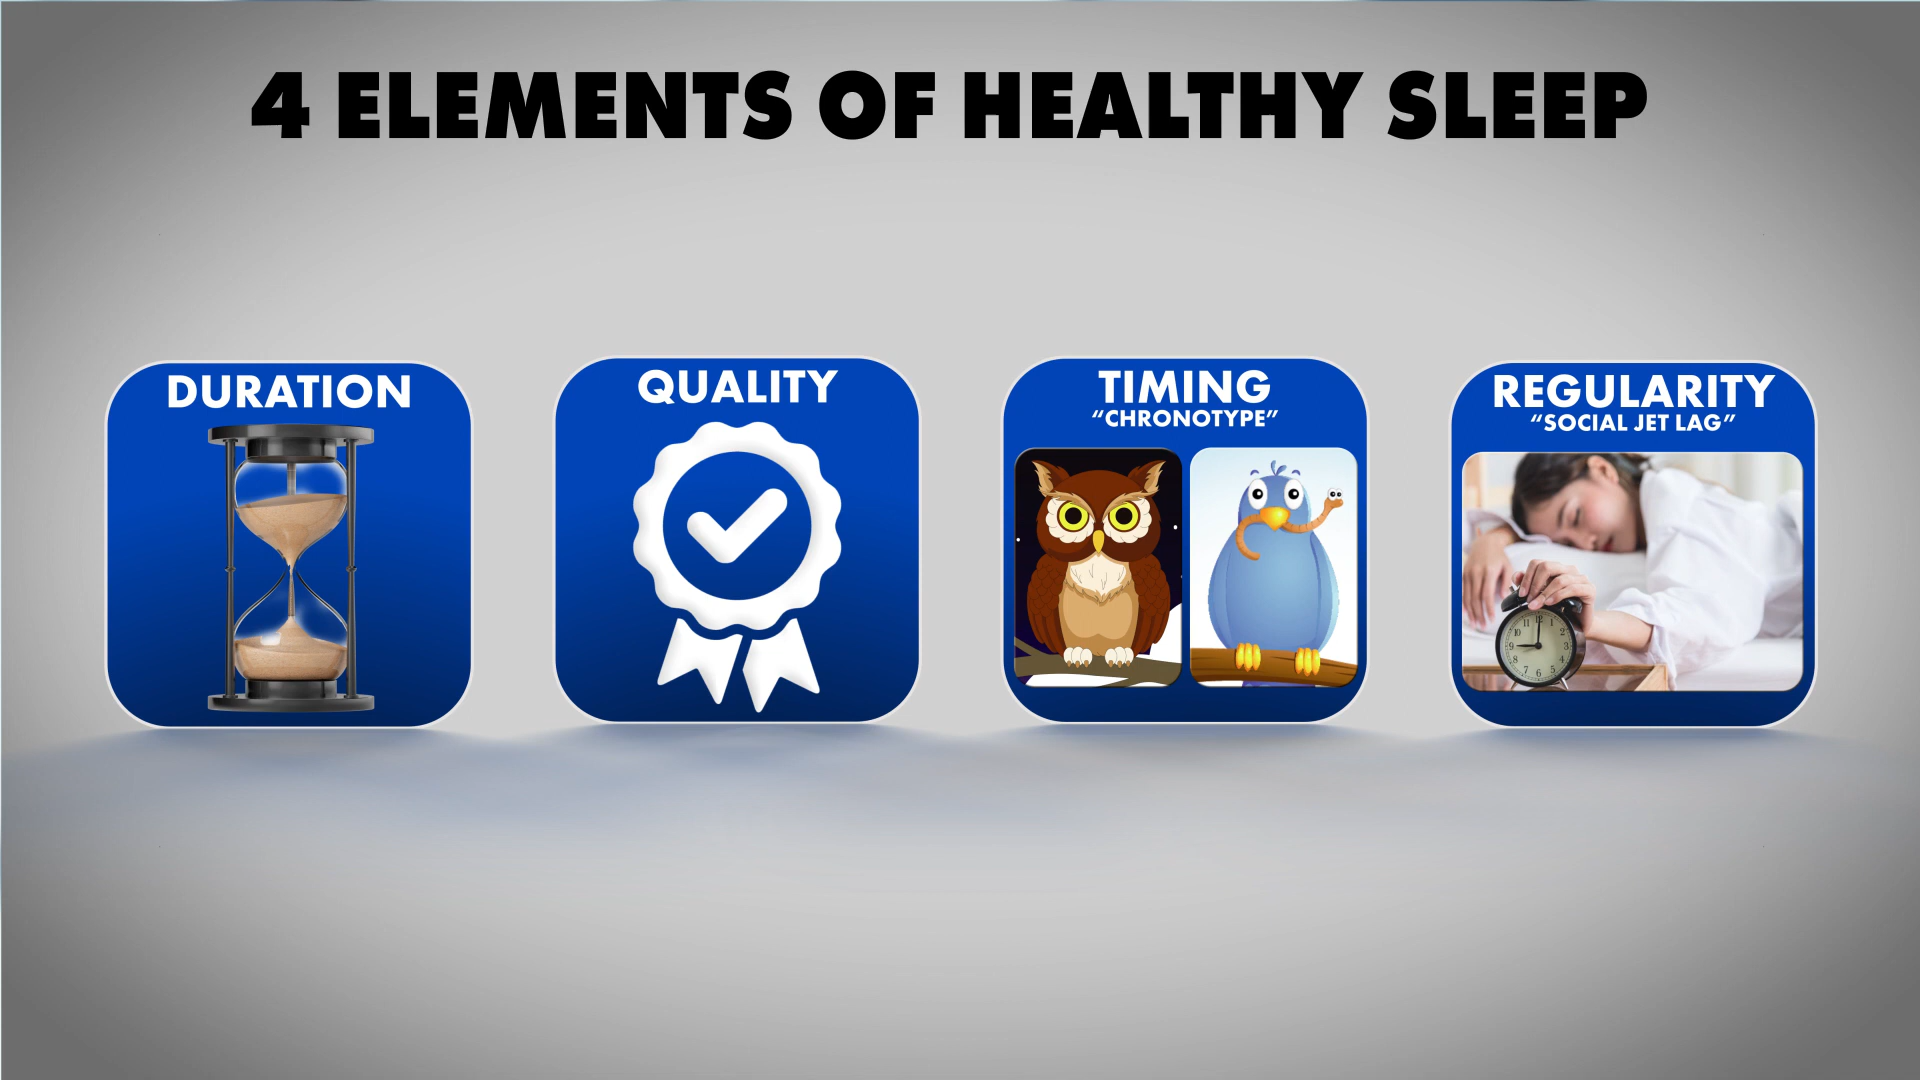 4 ELEMENTS OF HEALTHY SLEEP
DURATION
QUALITY
TIMING
“CHRONOTYPE”
REGULARITY
“SOCIAL JET LAG”